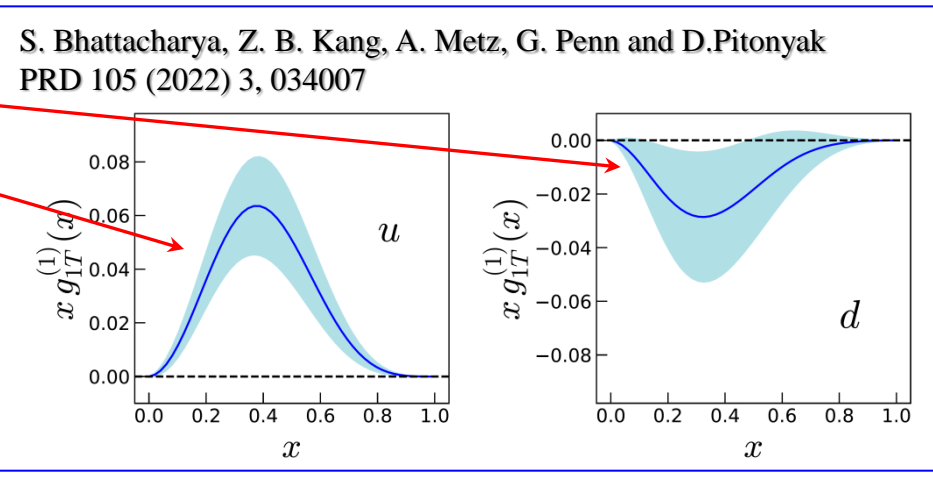 S. Bhattacharya, Z. B. Kang, A. Metz, G. Penn and D.Pitonyak
PRD 105 (2022) 3, 034007
x g_{1T}^{(1)}(x)
0.08
0.06
0.04
0.02
0.00
u
0.0 0.2 0.4 0.6 0.8 1.0
x
x g_{1T}^{(1)}(x)
0.00
−0.02
−0.04
−0.06
−0.08
d
0.0 0.2 0.4 0.6 0.8 1.0
x